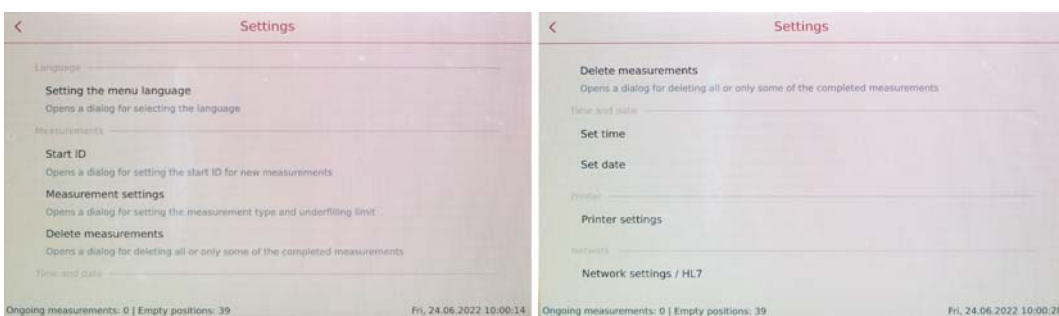 Settings
Language
Setting the menu language
Opens a dialog for selecting the language
Measurements
Start ID
Opens a dialog for setting the start ID for new measurements
Measurement settings
Opens a dialog for setting the measurement type and underfilling limit
Delete measurements
Opens a dialog for deleting all or only some of the completed measurements
Time and date
Ongoing measurements: 0 | Empty positions: 39
Fri, 24.06.2022 10:00:14
Settings
Delete measurements
Opens a dialog for deleting all or only some of the completed measurements
Time and date
Set time
Set date
Printer
Printer settings
Network
Network settings / HL7
Ongoing measurements: 0 | Empty positions: 39
Fri, 24.06.2022